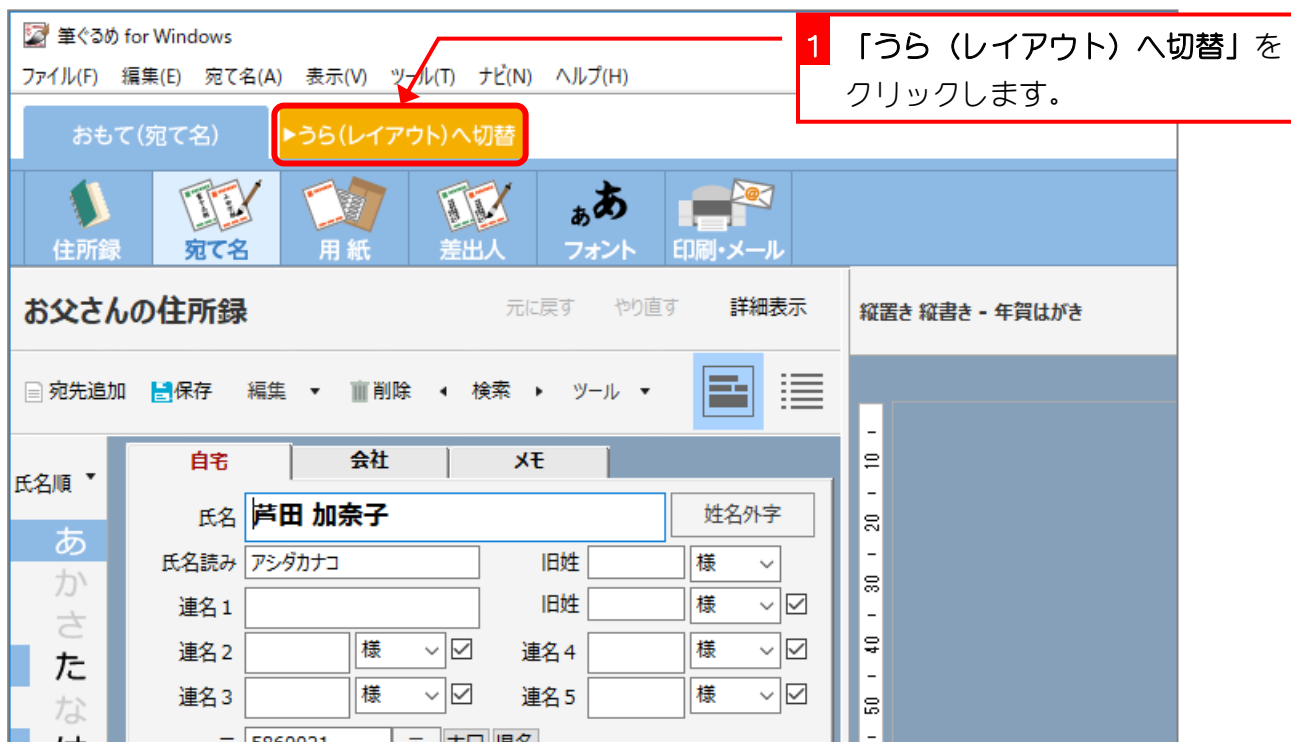 筆ぐるめ for Windows
ファイル(F) 編集(E) 宛て名(A) 表示(V) ツール(T) ナビ(N) ヘルプ(H)
1 「うら（レイアウト）へ切替」を
クリックします。
おもて(宛て名) ▶うら(レイアウト)へ切替
住所録 宛て名 用紙 差出人 フォント 印刷・メール
お父さんの住所録 元に戻す やり直す 詳細表示 縦置き 縦書き - 年賀はがき
宛先追加 保存 編集 ▼ 削除 ◀ 検索 ▶ ツール ▼
氏名順 ▼ 自宅 会社 メモ
氏名 芦田 加奈子 姓名外字
氏名読み アシダカナコ 旧姓 様
連名1 旧姓 様
連名2 様 連名4 様
連名3 様 連名5 様
あ
か
さ
た
な
10
20
30
40
50